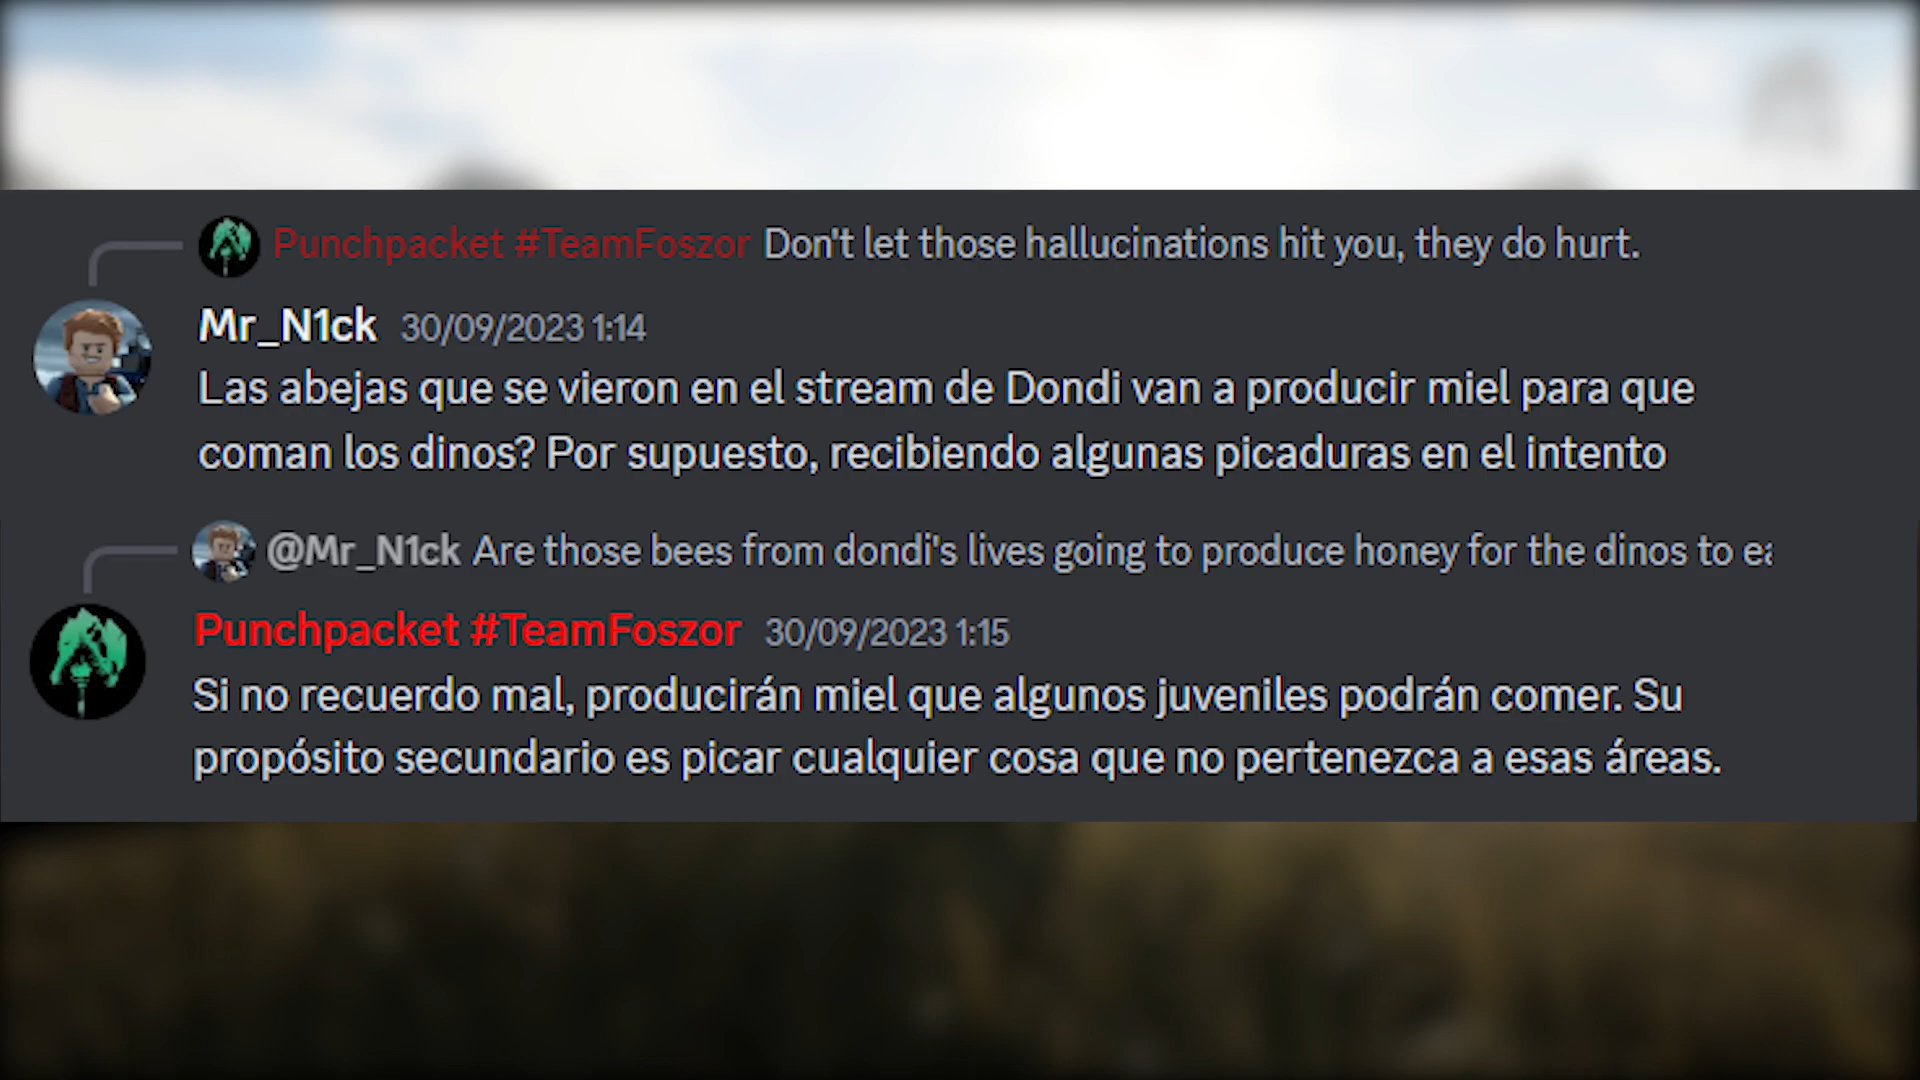 Punchpacket #TeamFoszor Don't let those hallucinations hit you, they do hurt.
Mr_N1ck 30/09/2023 1:14
Las abejas que se vieron en el stream de Dondi van a producir miel para que
coman los dinos? Por supuesto, recibiendo algunas picaduras en el intento
@Mr_N1ck Are those bees from dondi's lives going to produce honey for the dinos to ea
Punchpacket #TeamFoszor 30/09/2023 1:15
Si no recuerdo mal, producirán miel que algunos juveniles podrán comer. Su
propósito secundario es picar cualquier cosa que no pertenezca a esas áreas.